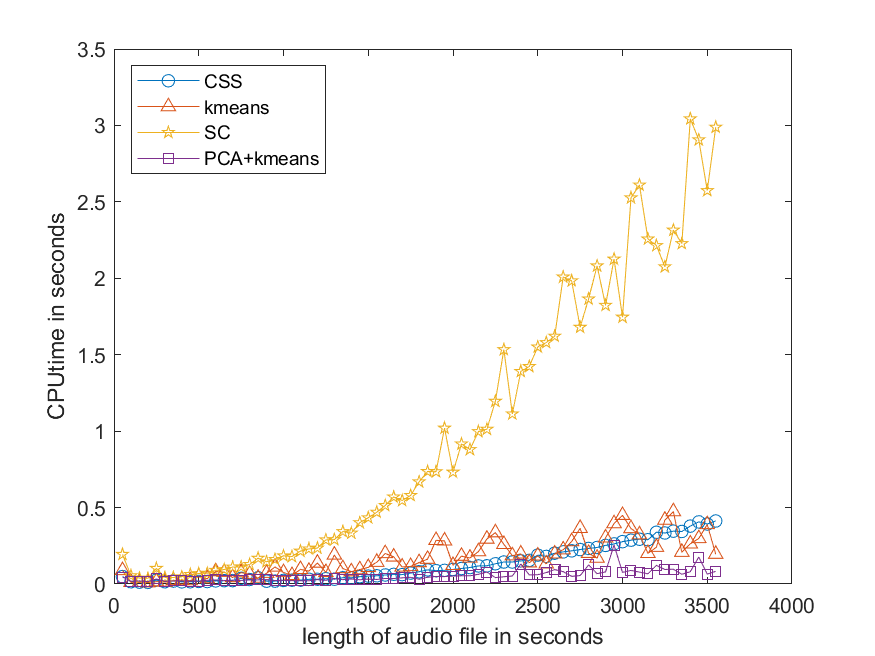 3.5
3
2.5
2
1.5
1
0.5
0
CPUtime in seconds
CSS
kmeans
SC
PCA+kmeans
0 500 1000 1500 2000 2500 3000 3500 4000
length of audio file in seconds